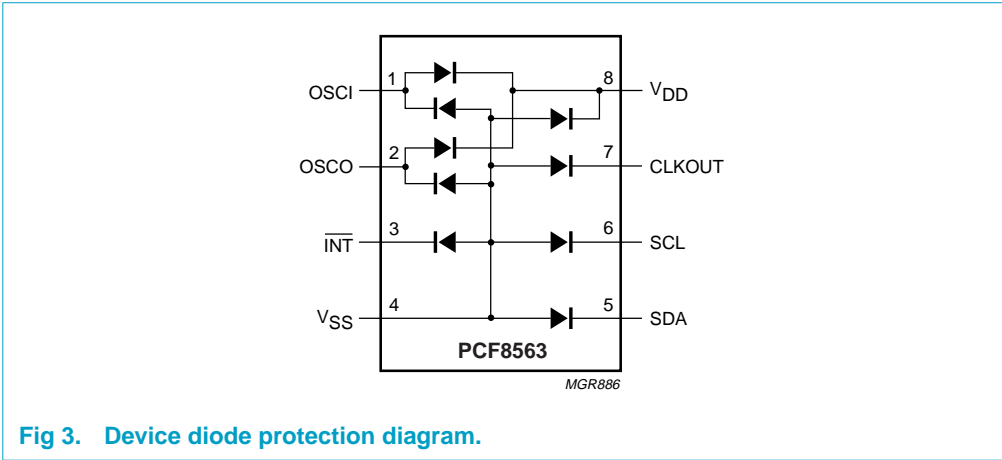 OSCI 1 8 VDD
OSCO 2 7 CLKOUT
INT 3 6 SCL
VSS 4 5 SDA
PCF8563
MGR886
Fig 3. Device diode protection diagram.